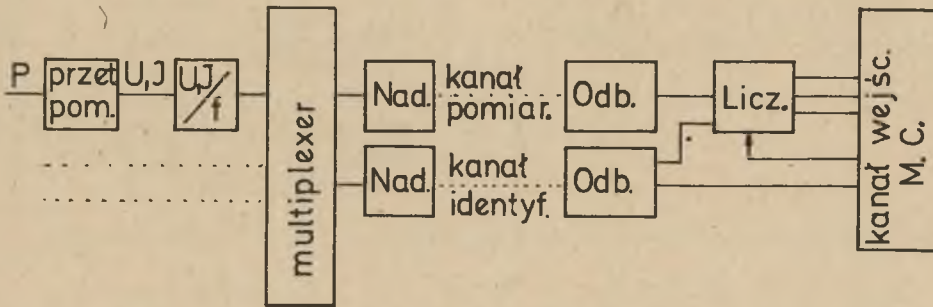 P
przet
pom.
U,J
U,J
f
multiplexer
Nad.
kanał
pomiar.
Odb.
Licz.
Nad.
kanał
identyf.
Odb.
kanał wejśc.
M. C.